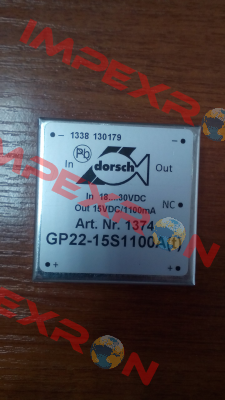 IMPEXRON
1338 130179
Pb
dorsch
In
Out
In 18....30VDC
NC
Out 15VDC/1100mA
Art. Nr. 1374
GP22-15S1100A(f)
IMPEXRON